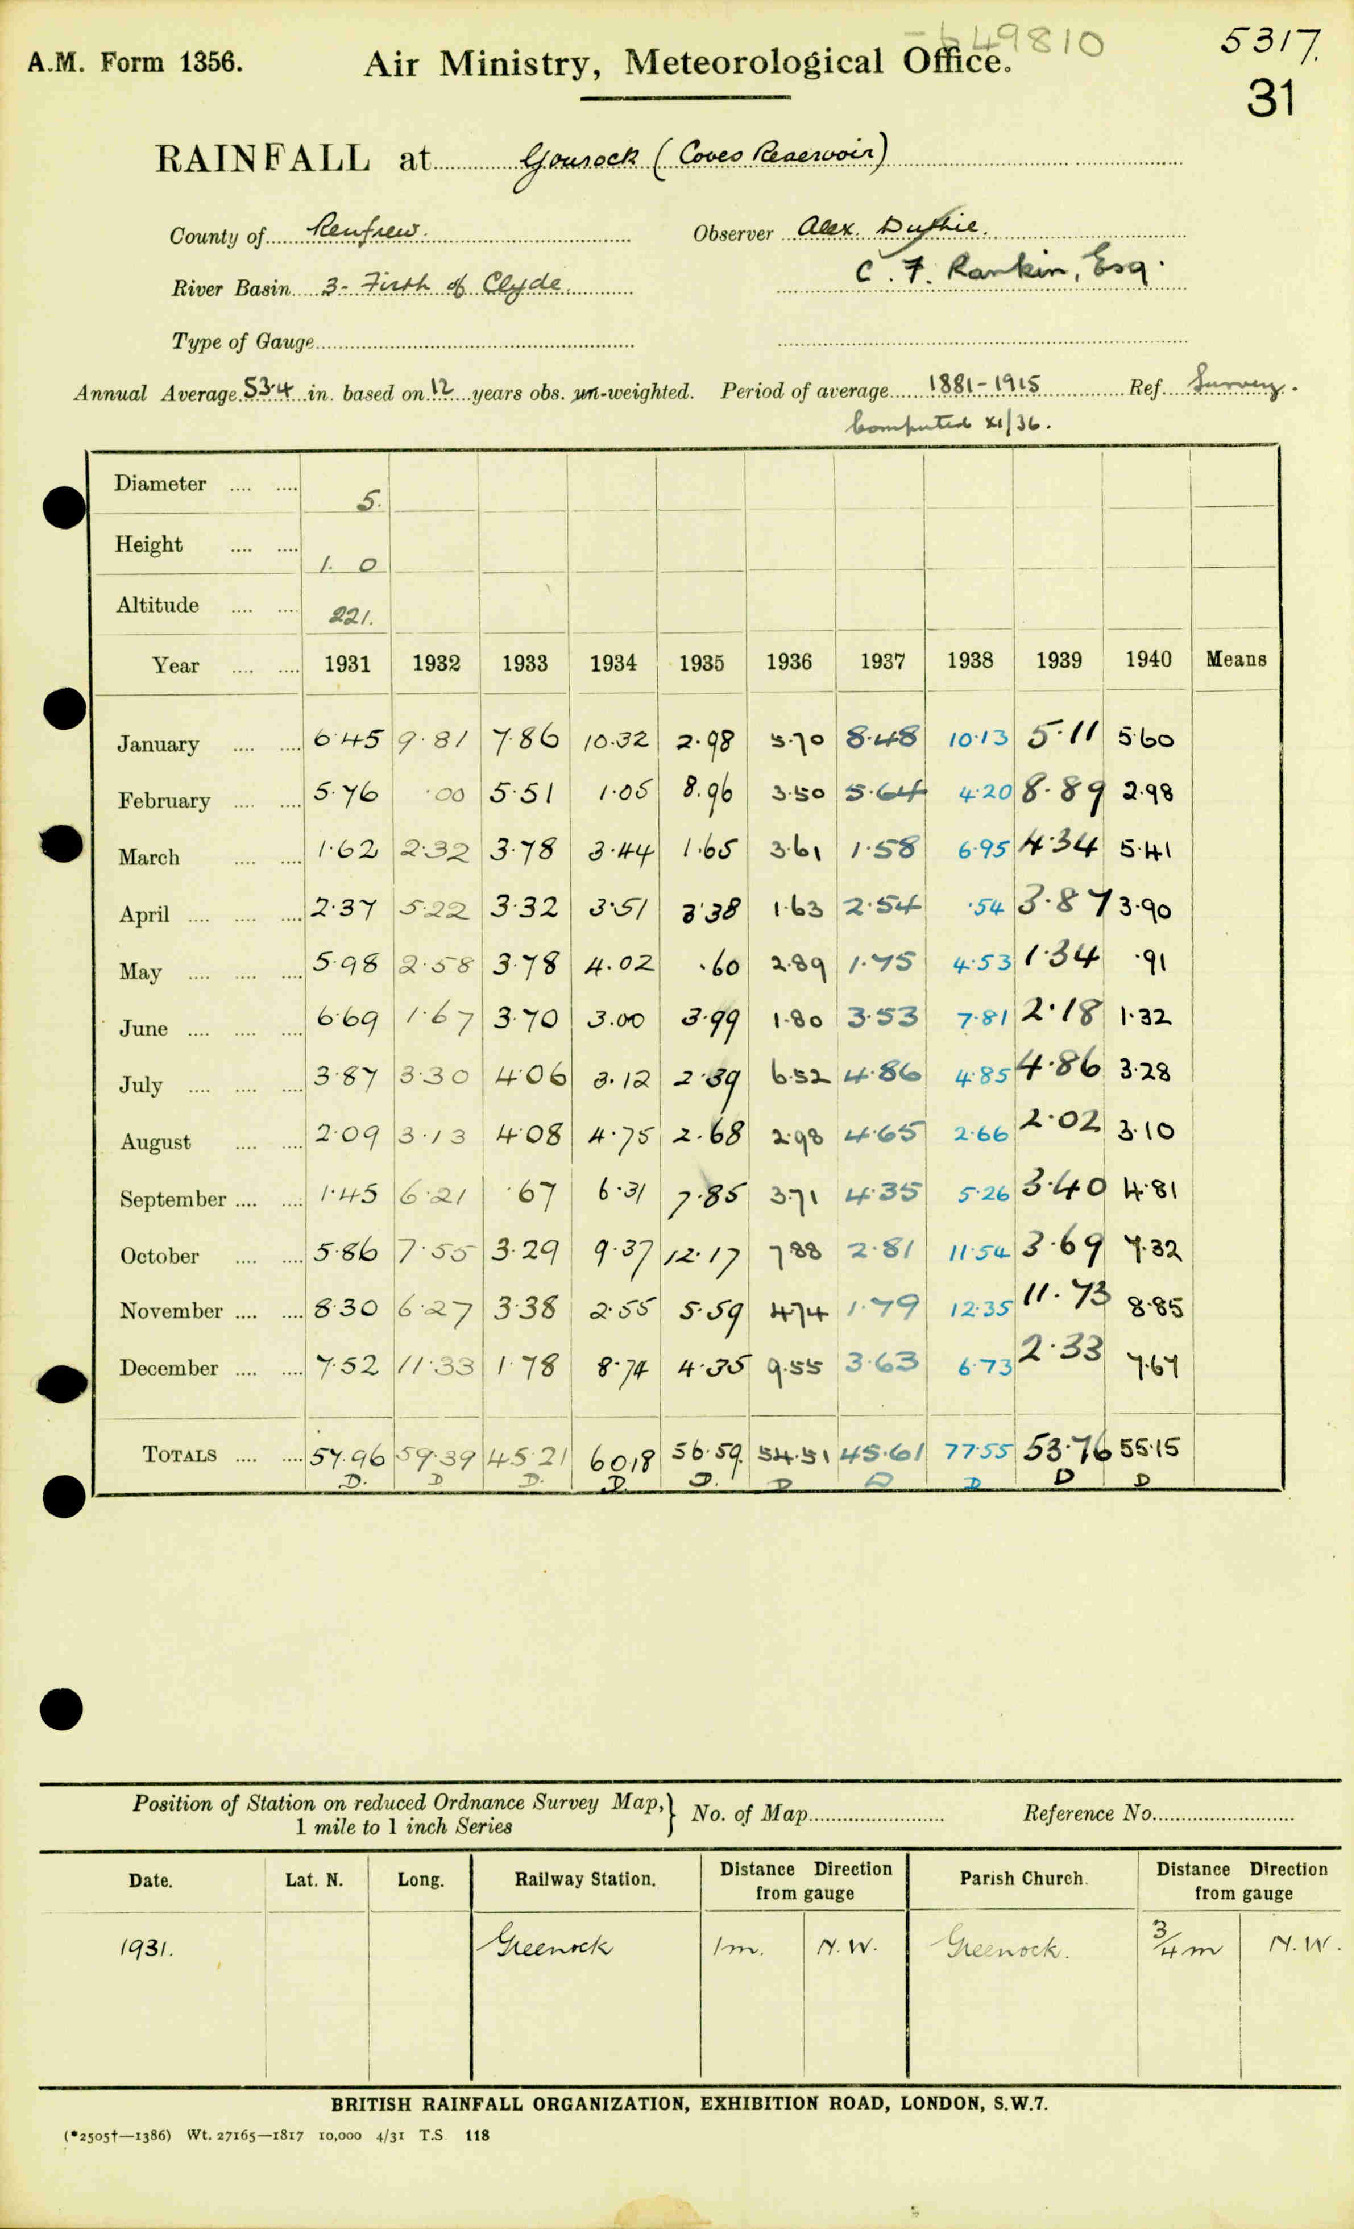 649810
5317.
A.M. Form 1356. Air Ministry, Meteorological Office.
31
RAINFALL at Gourock (Coves Reservoir)
County of Renfrew. Observer Alex. Duthie.
River Basin 3- Firth of Clyde C. F. Rankin, Esq.
Type of Gauge
Annual Average 53·4 in. based on 12 years obs. un-weighted. Period of average 1881-1915 Ref. Survey.
Computed XI/36.
Diameter 5.
Height 1. 0
Altitude 221.
Year 1931 1932 1933 1934 1935 1936 1937 1938 1939 1940 Means
January 6·45 9·81 7·86 10·32 2·98 5·70 8·48 10·13 5·11 5·60
February 5·76 ·00 5·51 1·05 8·96 3·50 5·64 4·20 8·89 2·98
March 1·62 2·32 3·78 3·44 1·65 3·61 1·58 6·95 4·34 5·41
April 2·37 5·22 3·32 3·51 3·38 1·63 2·54 ·54 3·87 3·90
May 5·98 2·58 3·78 4·02 ·60 2·89 1·75 4·53 1·34 ·91
June 6·69 1·67 3·70 3·00 3·99 1·80 3·53 7·81 2·18 1·32
July 3·87 3·30 4·06 3·12 2·39 6·52 4·86 4·85 4·86 3·28
August 2·09 3·13 4·08 4·75 2·68 2·98 4·65 2·66 2·02 3·10
September 1·45 6·21 ·67 6·31 7·85 3·71 4·35 5·26 3·40 4·81
October 5·86 7·55 3·29 9·37 12·17 7·88 2·81 11·54 3·69 7·32
November 8·30 6·27 3·38 2·55 5·59 4·74 1·79 12·35 11·73 8·85
December 7·52 11·33 1·78 8·74 4·35 9·55 3·63 6·73 2·33 7·67
TOTALS 57·96 59·39 45·21 60·18 56·59 54·51 45·61 77·55 53·76 55·15
D. D D. D. D. D D D D D
Position of Station on reduced Ordnance Survey Map, No. of Map Reference No.
1 mile to 1 inch Series
Date. Lat. N. Long. Railway Station. Distance Direction from gauge Parish Church. Distance Direction from gauge
1931. Greenock 1m. N.W. Greenock. 3/4 m N.W.
BRITISH RAINFALL ORGANIZATION, EXHIBITION ROAD, LONDON, S.W.7.
(*2505†—1386) Wt. 27165—1817 10,000 4/31 T.S 118